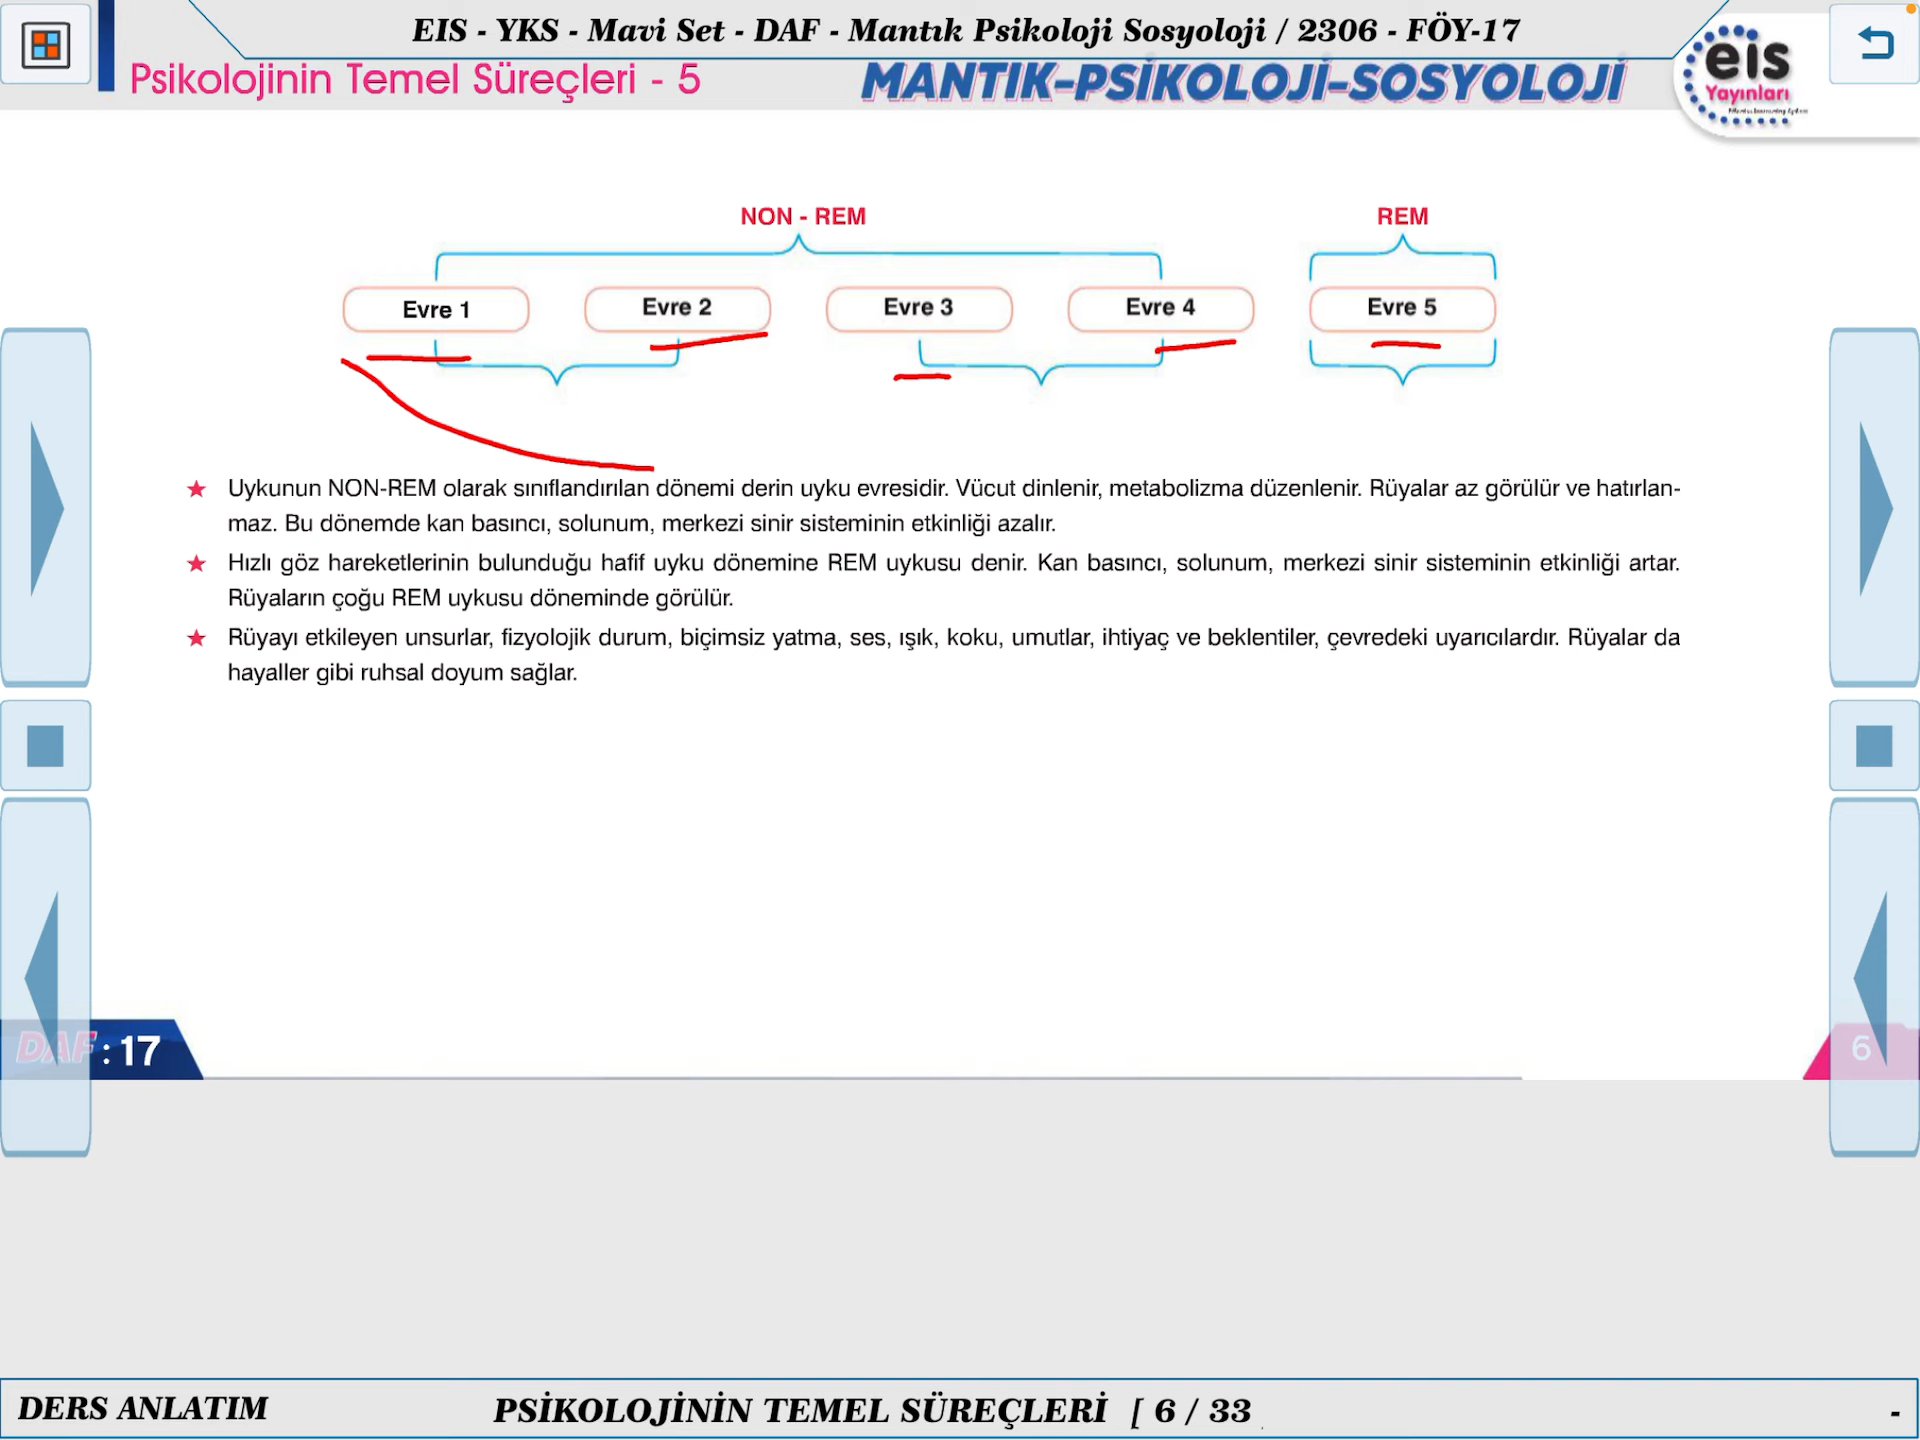 EIS - YKS - Mavi Set - DAF - Mantık Psikoloji Sosyoloji / 2306 - FÖY-17
Psikolojinin Temel Süreçleri - 5
MANTIK-PSİKOLOJİ-SOSYOLOJİ
eis
Yayınları
NON - REM
REM
Evre 1
Evre 2
Evre 3
Evre 4
Evre 5
★ Uykunun NON-REM olarak sınıflandırılan dönemi derin uyku evresidir. Vücut dinlenir, metabolizma düzenlenir. Rüyalar az görülür ve hatırlan-
maz. Bu dönemde kan basıncı, solunum, merkezi sinir sisteminin etkinliği azalır.
★ Hızlı göz hareketlerinin bulunduğu hafif uyku dönemine REM uykusu denir. Kan basıncı, solunum, merkezi sinir sisteminin etkinliği artar.
Rüyaların çoğu REM uykusu döneminde görülür.
★ Rüyayı etkileyen unsurlar, fizyolojik durum, biçimsiz yatma, ses, ışık, koku, umutlar, ihtiyaç ve beklentiler, çevredeki uyarıcılardır. Rüyalar da
hayaller gibi ruhsal doyum sağlar.
DAF : 17
6
DERS ANLATIM
PSİKOLOJİNİN TEMEL SÜREÇLERİ [ 6 / 33
-